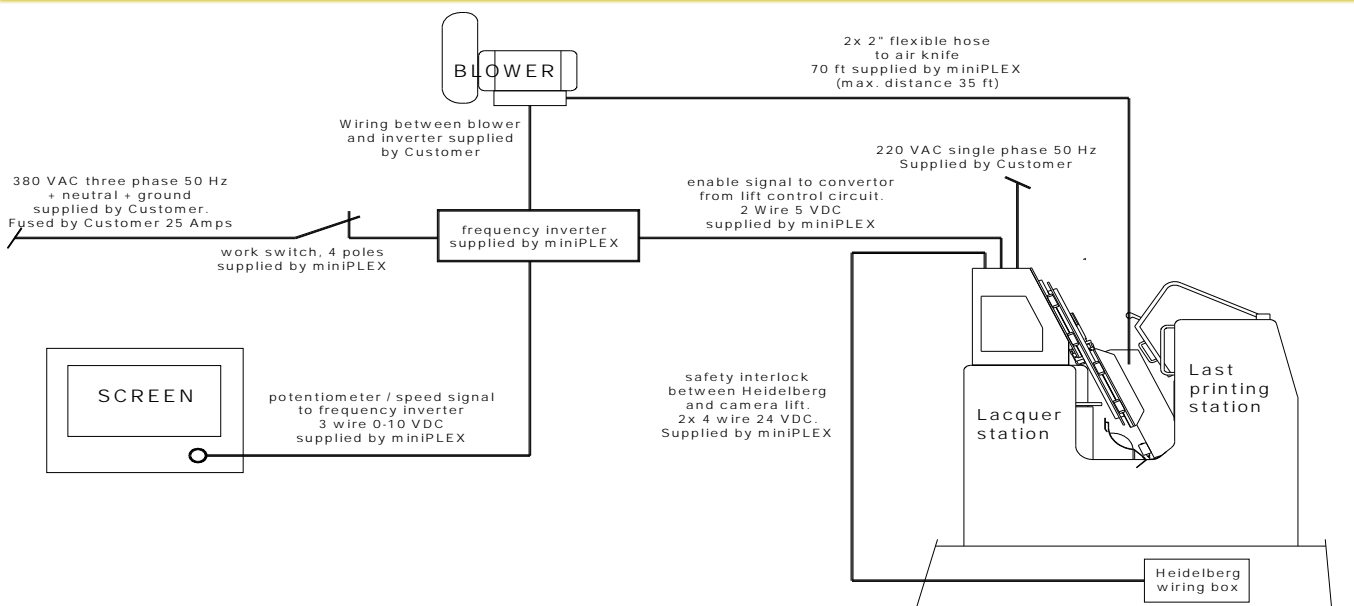 2x 2" flexible hose
to air knife
70 ft supplied by miniPLEX
(max. distance 35 ft)
BLOWER
Wiring between blower
and inverter supplied
by Customer
220 VAC single phase 50 Hz
Supplied by Customer
380 VAC three phase 50 Hz
+ neutral + ground
supplied by Customer.
Fused by Customer 25 Amps
enable signal to convertor
from lift control circuit.
2 Wire 5 VDC
supplied by miniPLEX
frequency inverter
supplied by miniPLEX
work switch, 4 poles
supplied by miniPLEX
SCREEN
potentiometer / speed signal
to frequency inverter
3 wire 0-10 VDC
supplied by miniPLEX
safety interlock
between Heidelberg
and camera lift.
2x 4 wire 24 VDC.
Supplied by miniPLEX
Lacquer
station
Last
printing
station
Heidelberg
wiring box